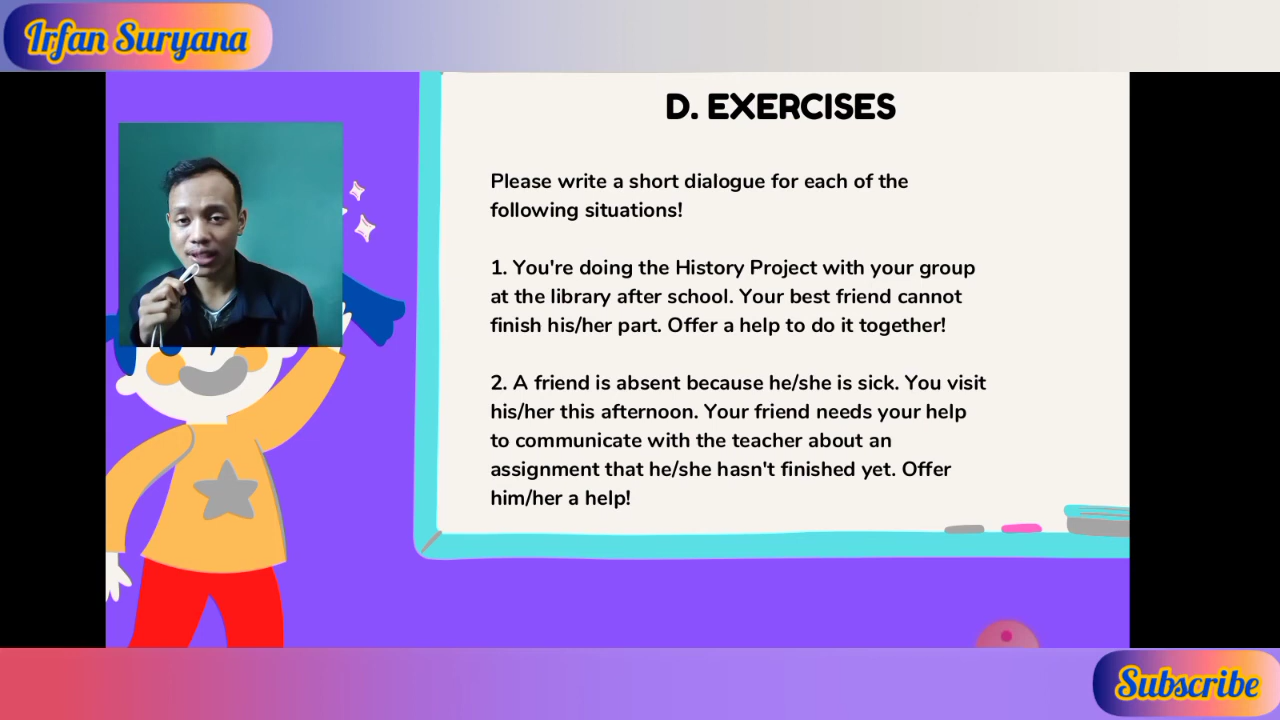 Irfan Suryana
D. EXERCISES
Please write a short dialogue for each of the
following situations!
1. You're doing the History Project with your group
at the library after school. Your best friend cannot
finish his/her part. Offer a help to do it together!
2. A friend is absent because he/she is sick. You visit
his/her this afternoon. Your friend needs your help
to communicate with the teacher about an
assignment that he/she hasn't finished yet. Offer
him/her a help!
Subscribe